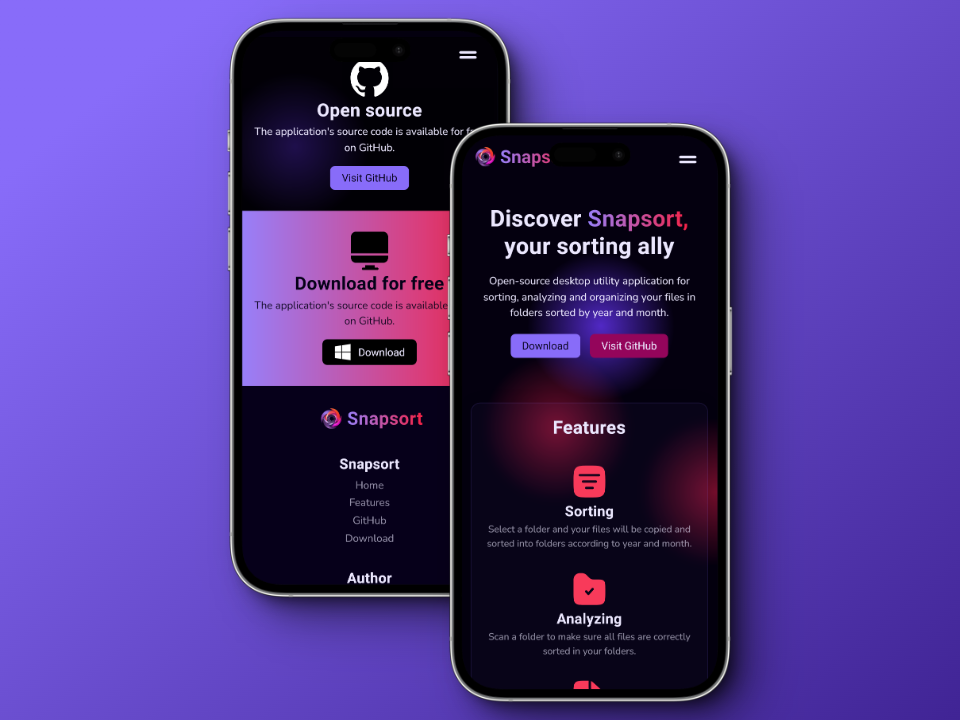 Open source
The application's source code is available for f
on GitHub.
Visit GitHub
Download for free
The application's source code is available
on GitHub.
Download
Snapsort
Snapsort
Home
Features
GitHub
Download
Author
Snaps
Discover Snapsort,
your sorting ally
Open-source desktop utility application for
sorting, analyzing and organizing your files in
folders sorted by year and month.
Download
Visit GitHub
Features
Sorting
Select a folder and your files will be copied and
sorted into folders according to year and month.
Analyzing
Scan a folder to make sure all files are correctly
sorted in your folders.